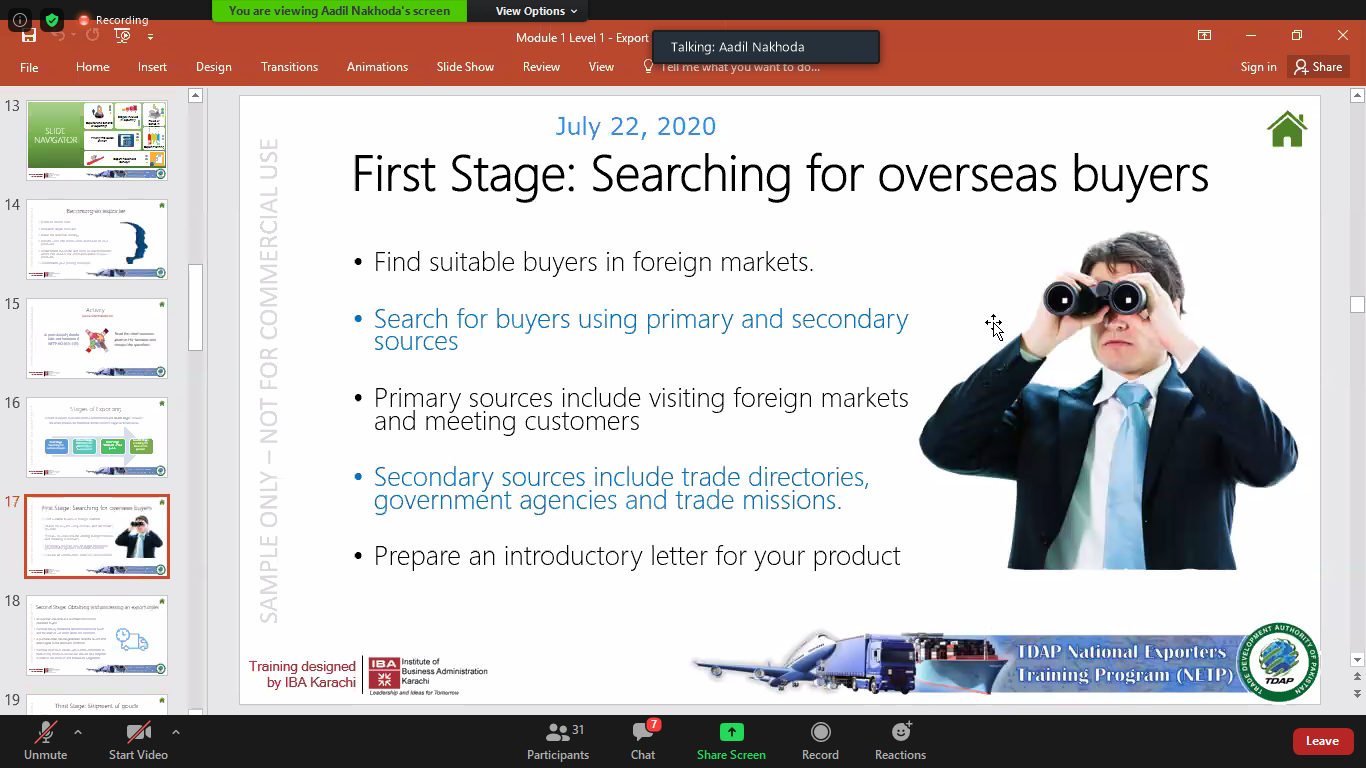 Recording
You are viewing Aadil Nakhoda's screen
View Options
Module 1 Level 1 - Export
Talking: Aadil Nakhoda
File
Home
Insert
Design
Transitions
Animations
Slide Show
Review
View
Tell me what you want to do...
Sign in
Share
13
SLIDE
NAVIGATOR
14
15
Activity
16
Stages of Exporting
17
First Stage: Searching for overseas buyers
18
Second Stage: Obtaining and processing an export order
19
Third Stage: Shipment of goods
SAMPLE ONLY – NOT FOR COMMERCIAL USE
July 22, 2020
First Stage: Searching for overseas buyers
• Find suitable buyers in foreign markets.
• Search for buyers using primary and secondary
sources
• Primary sources include visiting foreign markets
and meeting customers
• Secondary sources include trade directories,
government agencies and trade missions.
• Prepare an introductory letter for your product
Training designed
by IBA Karachi
IBA
Institute of
Business Administration
Karachi
Leadership and Ideas for Tomorrow
TDAP National Exporters
Training Program (NETP)
TRADE DEVELOPMENT AUTHORITY OF PAKISTAN
TDAP
Unmute
Start Video
31
Participants
7
Chat
Share Screen
Record
Reactions
Leave